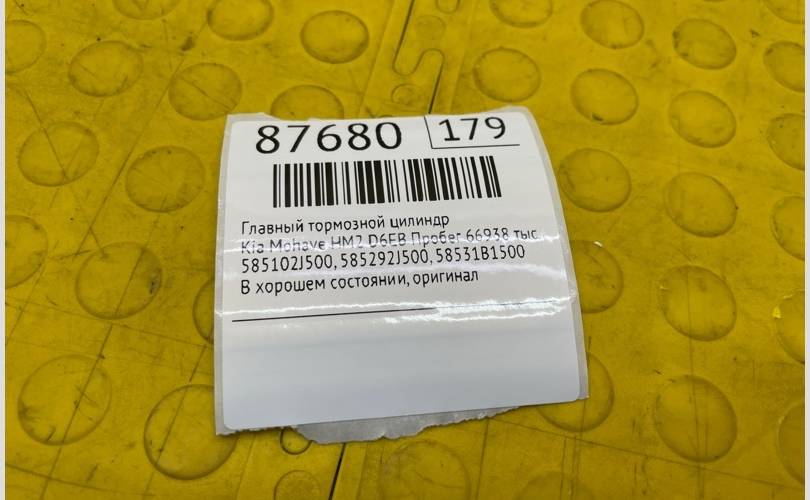 87680 179
Главный тормозной цилиндр
Kia Mohave HM2 D6EB Пробег 66938 тыс
585102J500, 585292J500, 58531B1500
В хорошем состоянии, оригинал